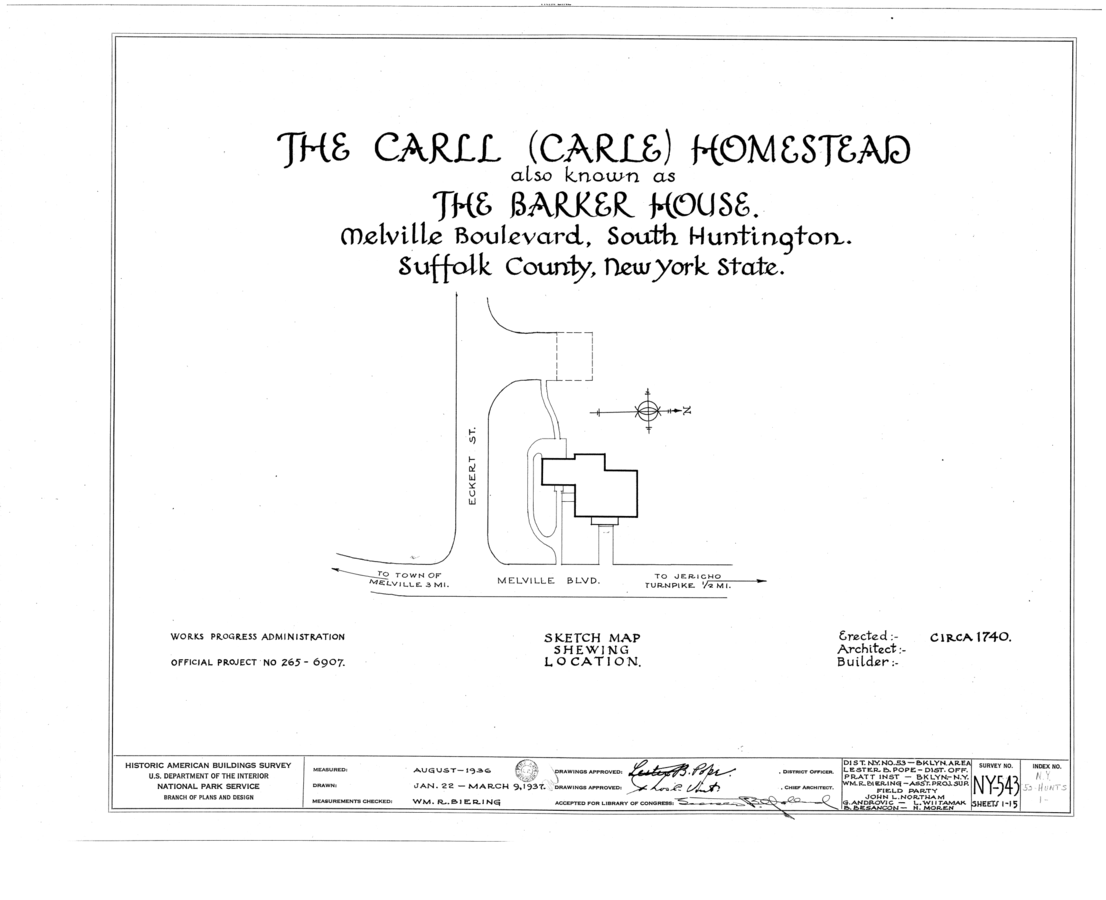 THE CARLL (CARLE) HOMESTEAD
also known as
THE BARKER HOUSE.
Melville Boulevard, South Huntington.
Suffolk County, New York State.
N
ECKERT ST.
TO TOWN OF
MELVILLE 3 MI.
MELVILLE BLVD.
TO JERICHO
TURNPIKE 1/2 MI.
WORKS PROGRESS ADMINISTRATION
OFFICIAL PROJECT NO 265-6907.
SKETCH MAP
SHEWING
LOCATION.
Erected:- CIRCA 1740.
Architect:-
Builder:-
HISTORIC AMERICAN BUILDINGS SURVEY
U.S. DEPARTMENT OF THE INTERIOR
NATIONAL PARK SERVICE
BRANCH OF PLANS AND DESIGN
MEASURED: AUGUST-1936
DRAWN: JAN. 22 - MARCH 9, 1937.
MEASUREMENTS CHECKED: WM. R. BIERING
DRAWINGS APPROVED: Lester B. Pope. , DISTRICT OFFICER.
DRAWINGS APPROVED: , CHIEF ARCHITECT.
ACCEPTED FOR LIBRARY OF CONGRESS:
DIST. N.Y. NO. 53 - BKLYN. AREA
LESTER B. POPE - DIST. OFF.
PRATT INST - BKLYN - N.Y.
WM. R. BIERING - ASST. PROJ. SUP.
FIELD PARTY
JOHN L. NORTHAM
G. ANDROVIC - L. WIITAMAK
B. BESANCON - H. MOREN
SURVEY NO.
NY-543
SHEETS 1-15
INDEX NO.
NY
52-HUNTS
1-